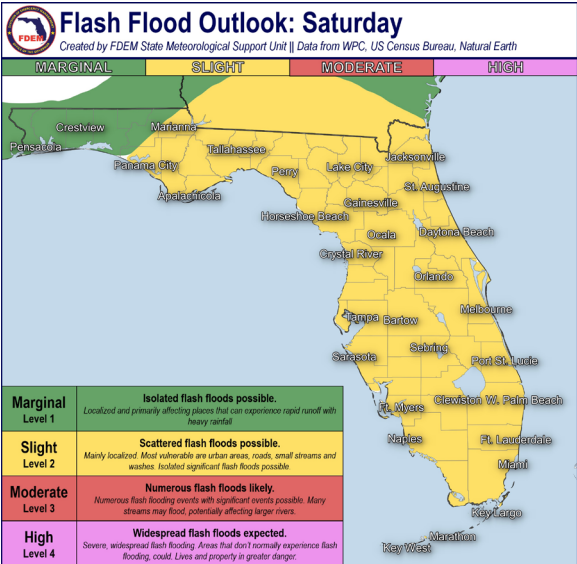 Flash Flood Outlook: Saturday
FDEM
Created by FDEM State Meteorological Support Unit || Data from WPC, US Census Bureau, Natural Earth
MARGINAL SLIGHT MODERATE HIGH
Crestview
Marianna
Pensacola
Tallahassee
Jacksonville
Panama City
Perry
Lake City
St. Augustine
Apalachicola
Gainesville
Horseshoe Beach
Ocala
Daytona Beach
Crystal River
Orlando
Melbourne
Tampa
Bartow
Sebring
Sarasota
Port St. Lucie
Ft. Myers
Clewiston
W. Palm Beach
Naples
Ft. Lauderdale
Miami
Key Largo
Marathon
Key West
Marginal
Level 1
Isolated flash floods possible.
Localized and primarily affecting places that can experience rapid runoff with
heavy rainfall
Slight
Level 2
Scattered flash floods possible.
Mainly localized. Most vulnerable are urban areas, roads, small streams and
washes. Isolated significant flash floods possible.
Moderate
Level 3
Numerous flash floods likely.
Numerous flash flooding events with significant events possible. Many
streams may flood, potentially affecting larger rivers.
High
Level 4
Widespread flash floods expected.
Severe, widespread flash flooding. Areas that don't normally experience flash
flooding, could. Lives and property in greater danger.